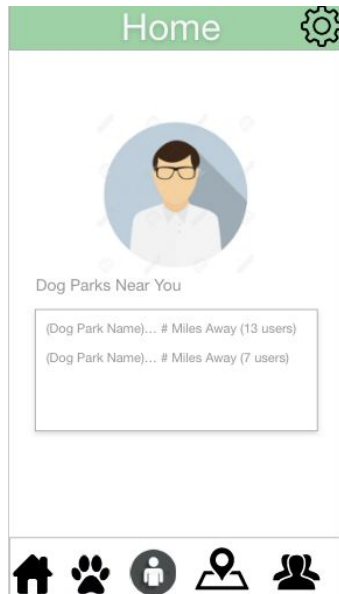 Home
Dog Parks Near You
(Dog Park Name)... # Miles Away (13 users)
(Dog Park Name)... # Miles Away (7 users)